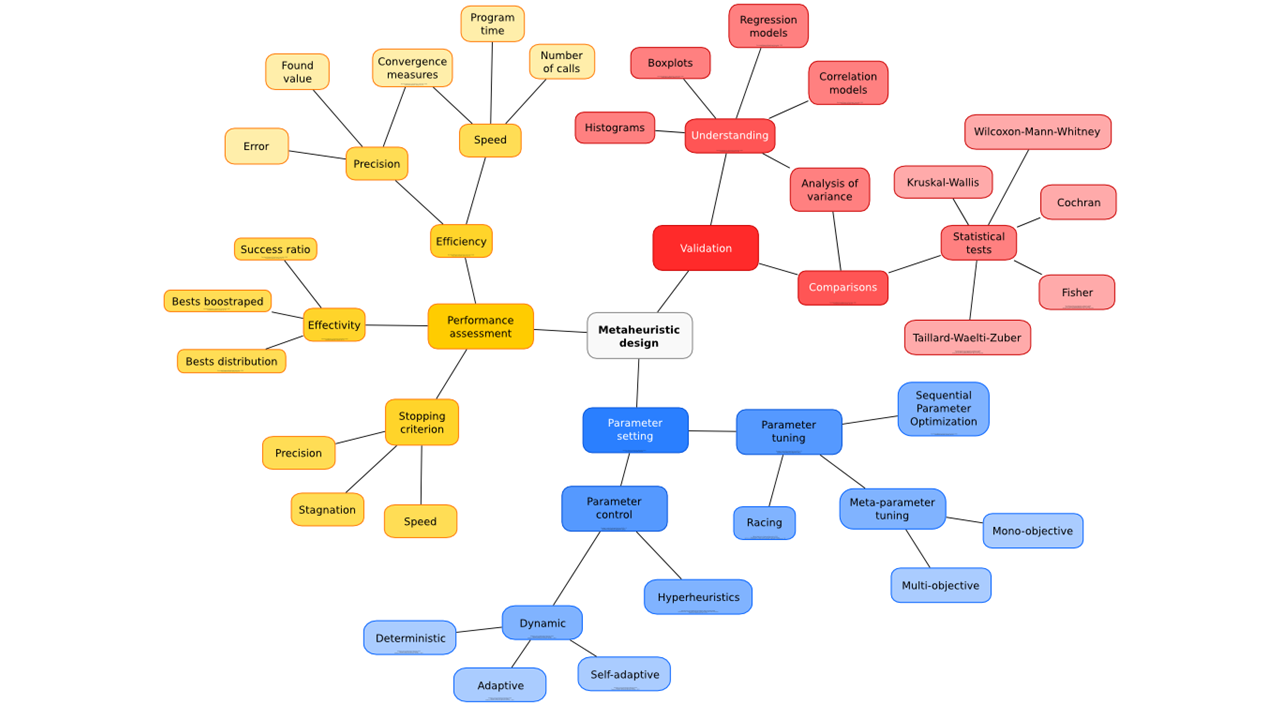 Program
time
Found
value
Convergence
measures
Number
of calls
Error
Precision
Speed
Efficiency
Success ratio
Bests boostraped
Bests distribution
Effectivity
Performance
assessment
Stopping
criterion
Precision
Stagnation
Speed
Metaheuristic
design
Regression
models
Boxplots
Correlation
models
Histograms
Understanding
Analysis of
variance
Validation
Comparisons
Wilcoxon-Mann-Whitney
Kruskal-Wallis
Cochran
Statistical
tests
Fisher
Taillard-Waelti-Zuber
Parameter
setting
Parameter
tuning
Sequential
Parameter
Optimization
Racing
Meta-parameter
tuning
Mono-objective
Multi-objective
Parameter
control
Hyperheuristics
Dynamic
Deterministic
Adaptive
Self-adaptive